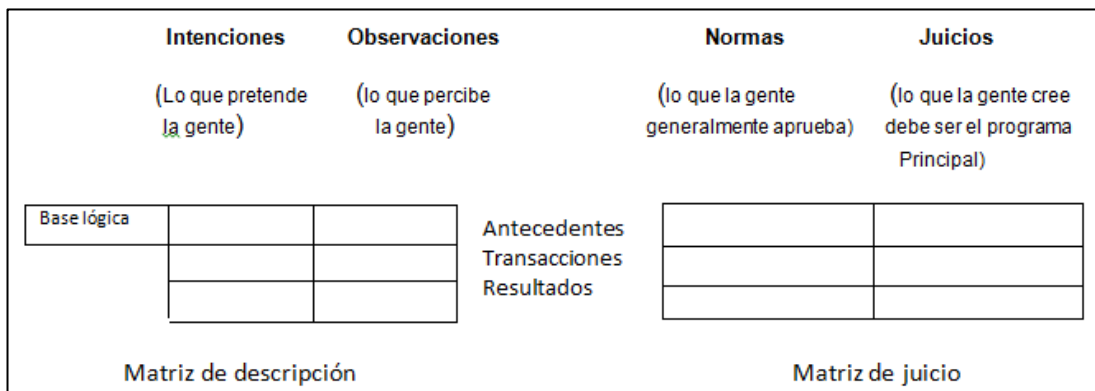 Intenciones Observaciones Normas Juicios
(Lo que pretende (lo que percibe (lo que la gente (lo que la gente cree
la gente) la gente) generalmente aprueba) debe ser el programa
Principal)
Base lógica
Antecedentes
Transacciones
Resultados
Matriz de descripción Matriz de juicio